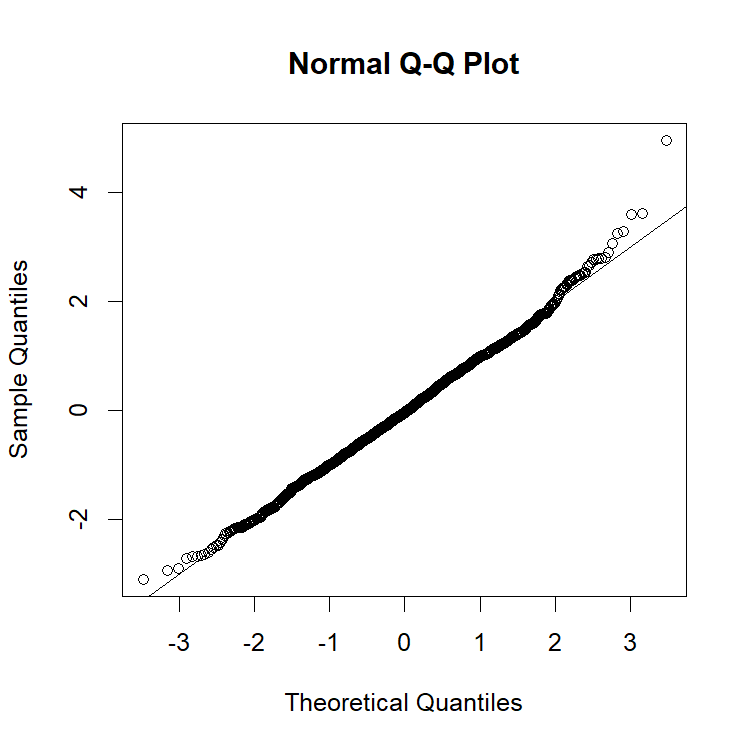 Normal Q-Q Plot
4
2
0
-2
Sample Quantiles
-3 -2 -1 0 1 2 3
Theoretical Quantiles